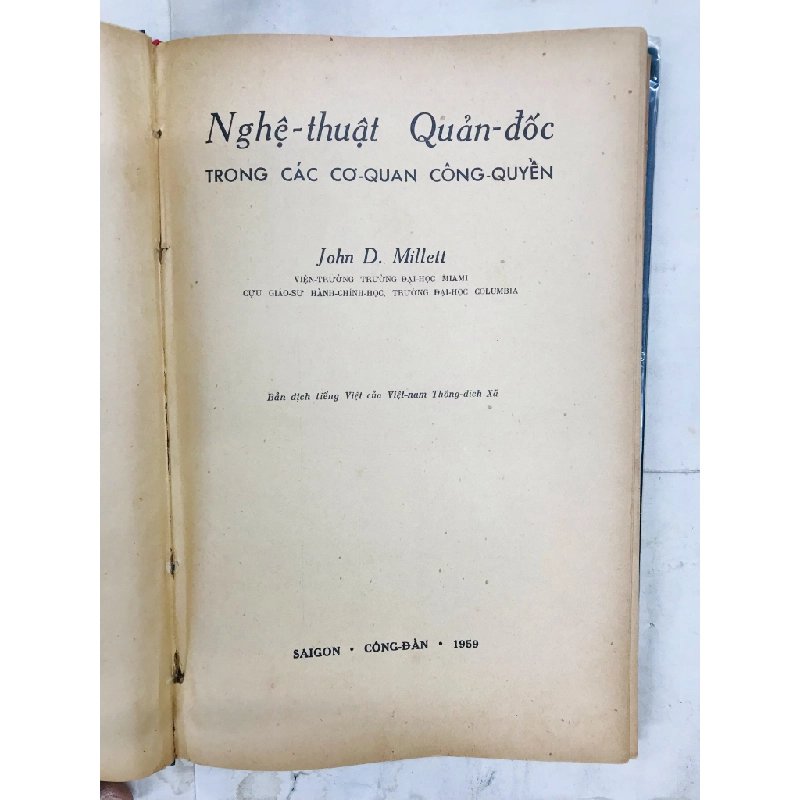 Nghệ-thuật Quản-đốc
TRONG CÁC CƠ-QUAN CÔNG-QUYỀN
John D. Millett
VIỆN-TRƯỞNG TRƯỜNG ĐẠI-HỌC MIAMI
CỰU GIÁO-SƯ HÀNH-CHÍNH-HỌC, TRƯỜNG ĐẠI-HỌC COLUMBIA
Bản dịch tiếng Việt của Việt-nam Thông-dịch Xã
SAIGON • CÔNG-ĐÀN • 1959